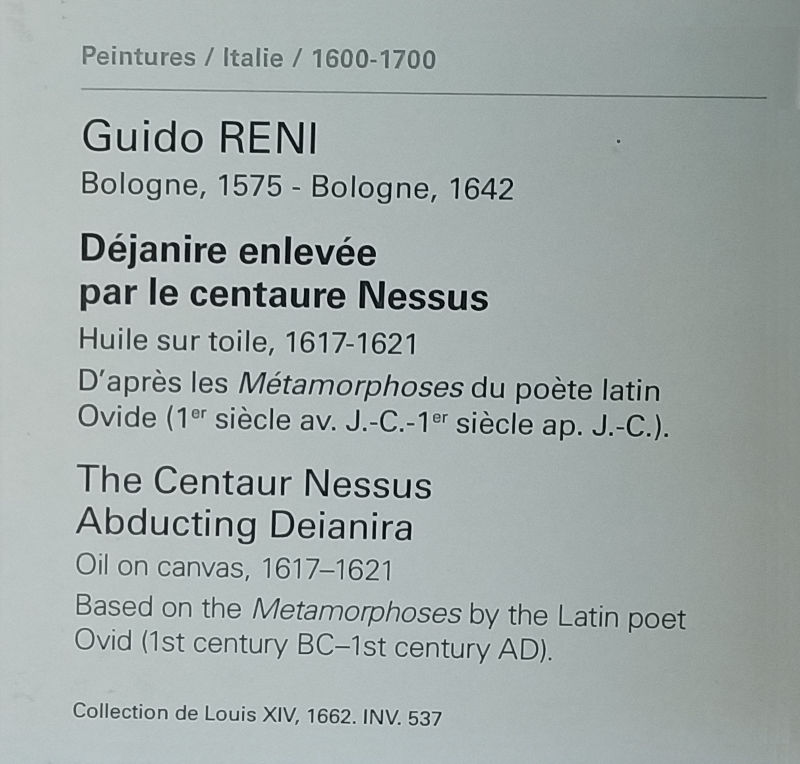 Peintures / Italie / 1600-1700
Guido RENI
Bologne, 1575 - Bologne, 1642
Déjanire enlevée
par le centaure Nessus
Huile sur toile, 1617-1621
D'après les Métamorphoses du poète latin
Ovide (1er siècle av. J.-C.-1er siècle ap. J.-C.).
The Centaur Nessus
Abducting Deianira
Oil on canvas, 1617–1621
Based on the Metamorphoses by the Latin poet
Ovid (1st century BC–1st century AD).
Collection de Louis XIV, 1662. INV. 537